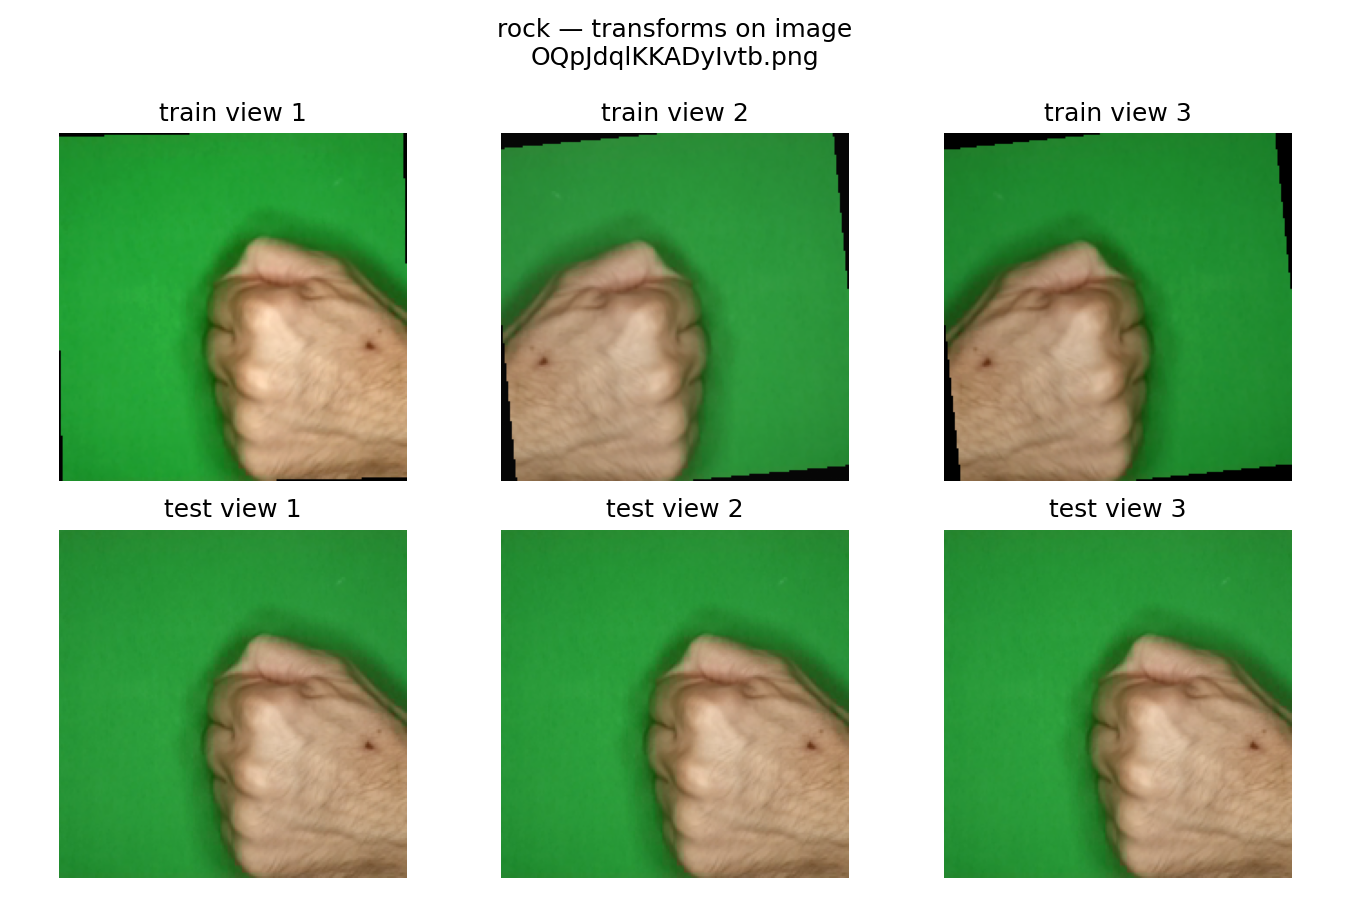 rock — transforms on image
OQpJdqlKKADyIvtb.png
train view 1
train view 2
train view 3
test view 1
test view 2
test view 3